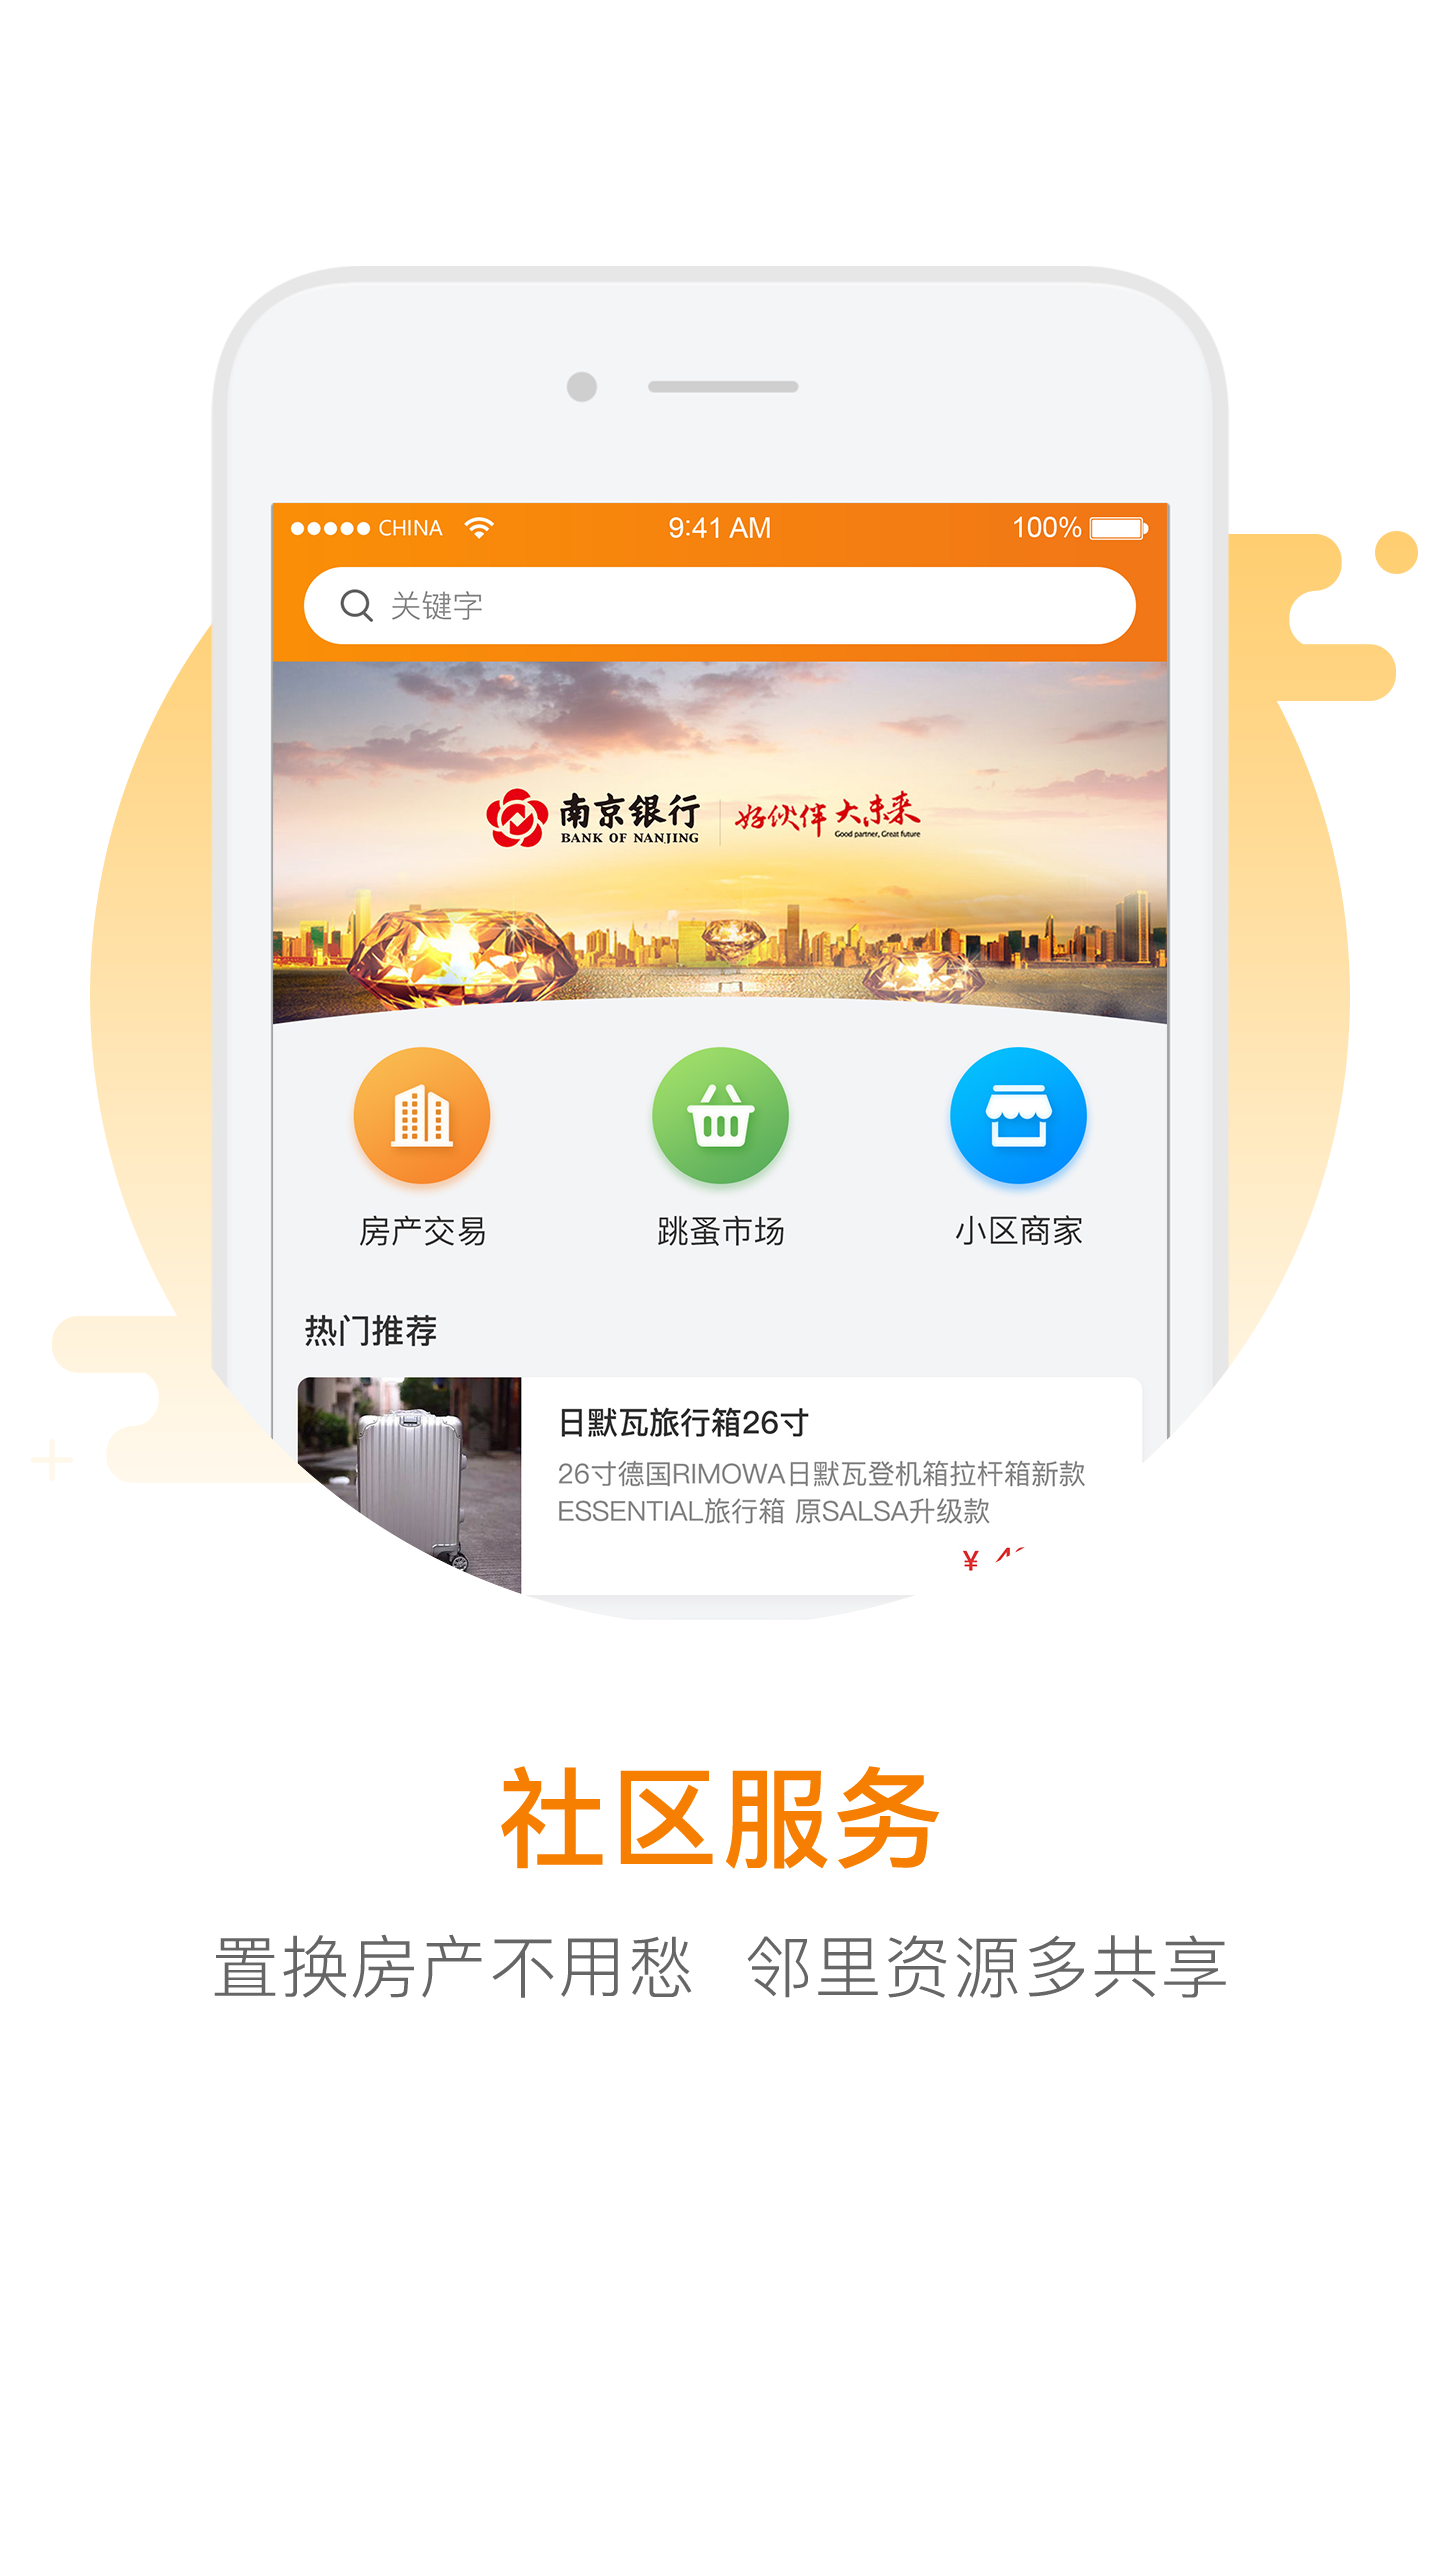 CHINA 9:41 AM 100%
关键字
南京银行 好伙伴 大未来
BANK OF NANJING Good partner, Great future
房产交易 跳蚤市场 小区商家
热门推荐
日默瓦旅行箱26寸
26寸德国RIMOWA日默瓦登机箱拉杆箱新款
ESSENTIAL旅行箱 原SALSA升级款
¥
社区服务
置换房产不用愁 邻里资源多共享